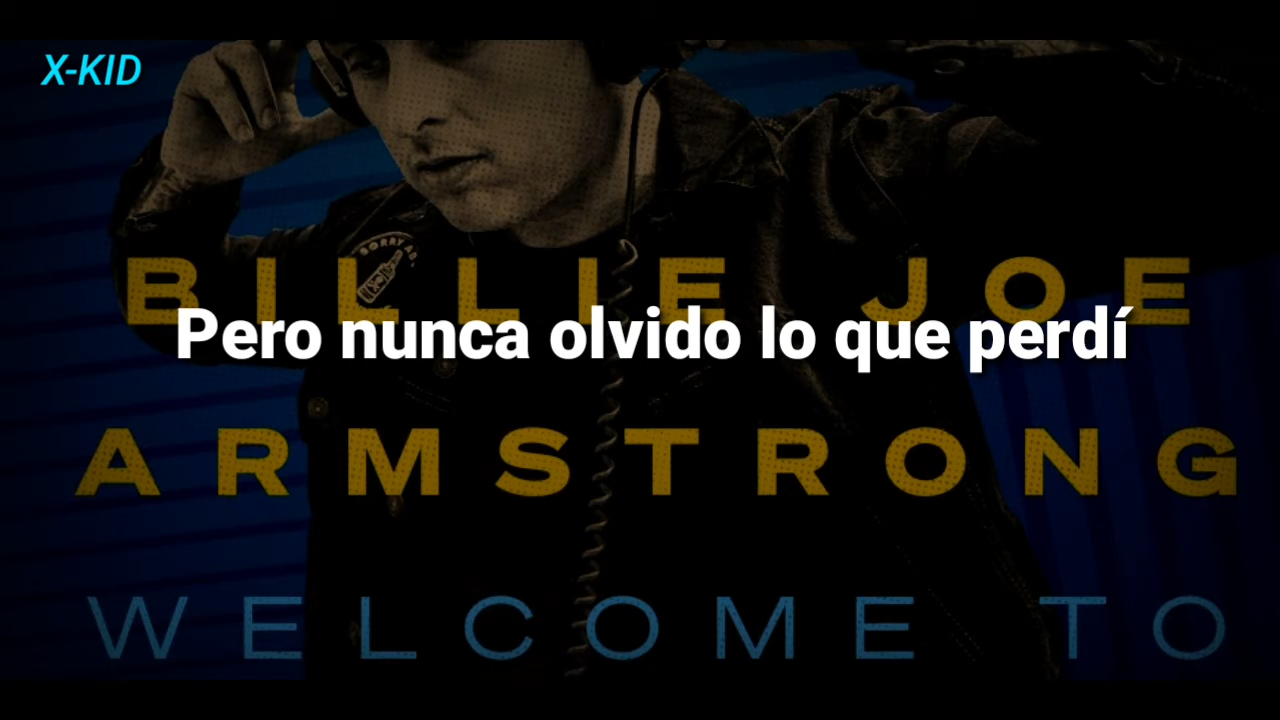 X-KID
BILLIE JOE
Pero nunca olvido lo que perdí
ARMSTRONG
WELCOME TO